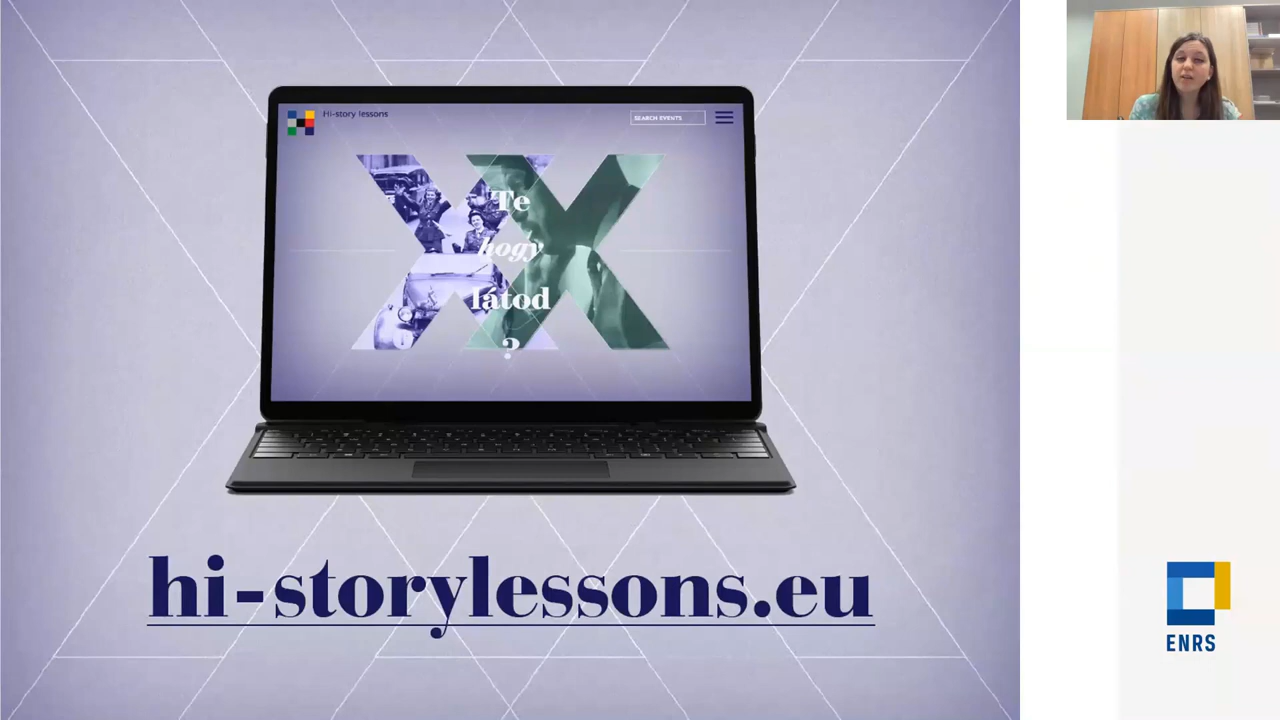 Hi-story lessons
SEARCH EVENTS
Te
hogy
látod
?
hi-storylessons.eu
ENRS